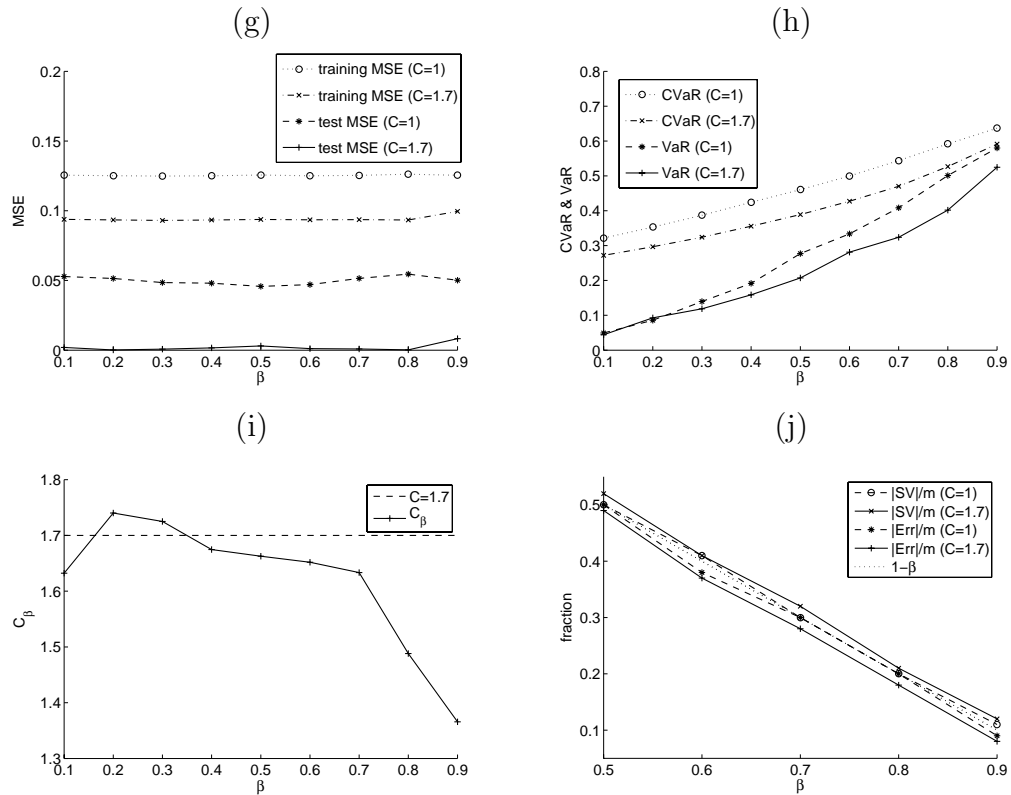 (g)
0.2
0.15
0.1
0.05
0
MSE
training MSE (C=1)
training MSE (C=1.7)
test MSE (C=1)
test MSE (C=1.7)
0.1 0.2 0.3 0.4 0.5 0.6 0.7 0.8 0.9
β
(h)
0.8
0.7
0.6
0.5
0.4
0.3
0.2
0.1
0
CVaR & VaR
CVaR (C=1)
CVaR (C=1.7)
VaR (C=1)
VaR (C=1.7)
0.1 0.2 0.3 0.4 0.5 0.6 0.7 0.8 0.9
β
(i)
1.8
1.7
1.6
1.5
1.4
1.3
Cβ
C=1.7
Cβ
0.1 0.2 0.3 0.4 0.5 0.6 0.7 0.8 0.9
β
(j)
0.5
0.4
0.3
0.2
0.1
fraction
|SV|/m (C=1)
|SV|/m (C=1.7)
|Err|/m (C=1)
|Err|/m (C=1.7)
1−β
0.5 0.6 0.7 0.8 0.9
β